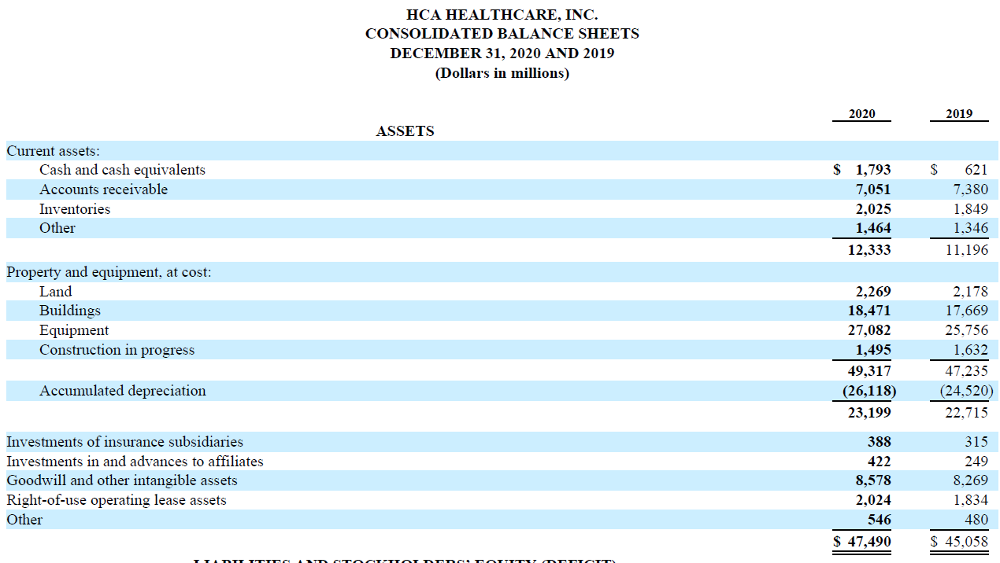 HCA HEALTHCARE, INC.
CONSOLIDATED BALANCE SHEETS
DECEMBER 31, 2020 AND 2019
(Dollars in millions)
2020 2019
ASSETS
Current assets:
Cash and cash equivalents $ 1,793 $ 621
Accounts receivable 7,051 7,380
Inventories 2,025 1,849
Other 1,464 1,346
12,333 11,196
Property and equipment, at cost:
Land 2,269 2,178
Buildings 18,471 17,669
Equipment 27,082 25,756
Construction in progress 1,495 1,632
49,317 47,235
Accumulated depreciation (26,118) (24,520)
23,199 22,715
Investments of insurance subsidiaries 388 315
Investments in and advances to affiliates 422 249
Goodwill and other intangible assets 8,578 8,269
Right-of-use operating lease assets 2,024 1,834
Other 546 480
$ 47,490 $ 45,058
LIABILITIES AND STOCKHOLDERS' EQUITY (DEFICIT)